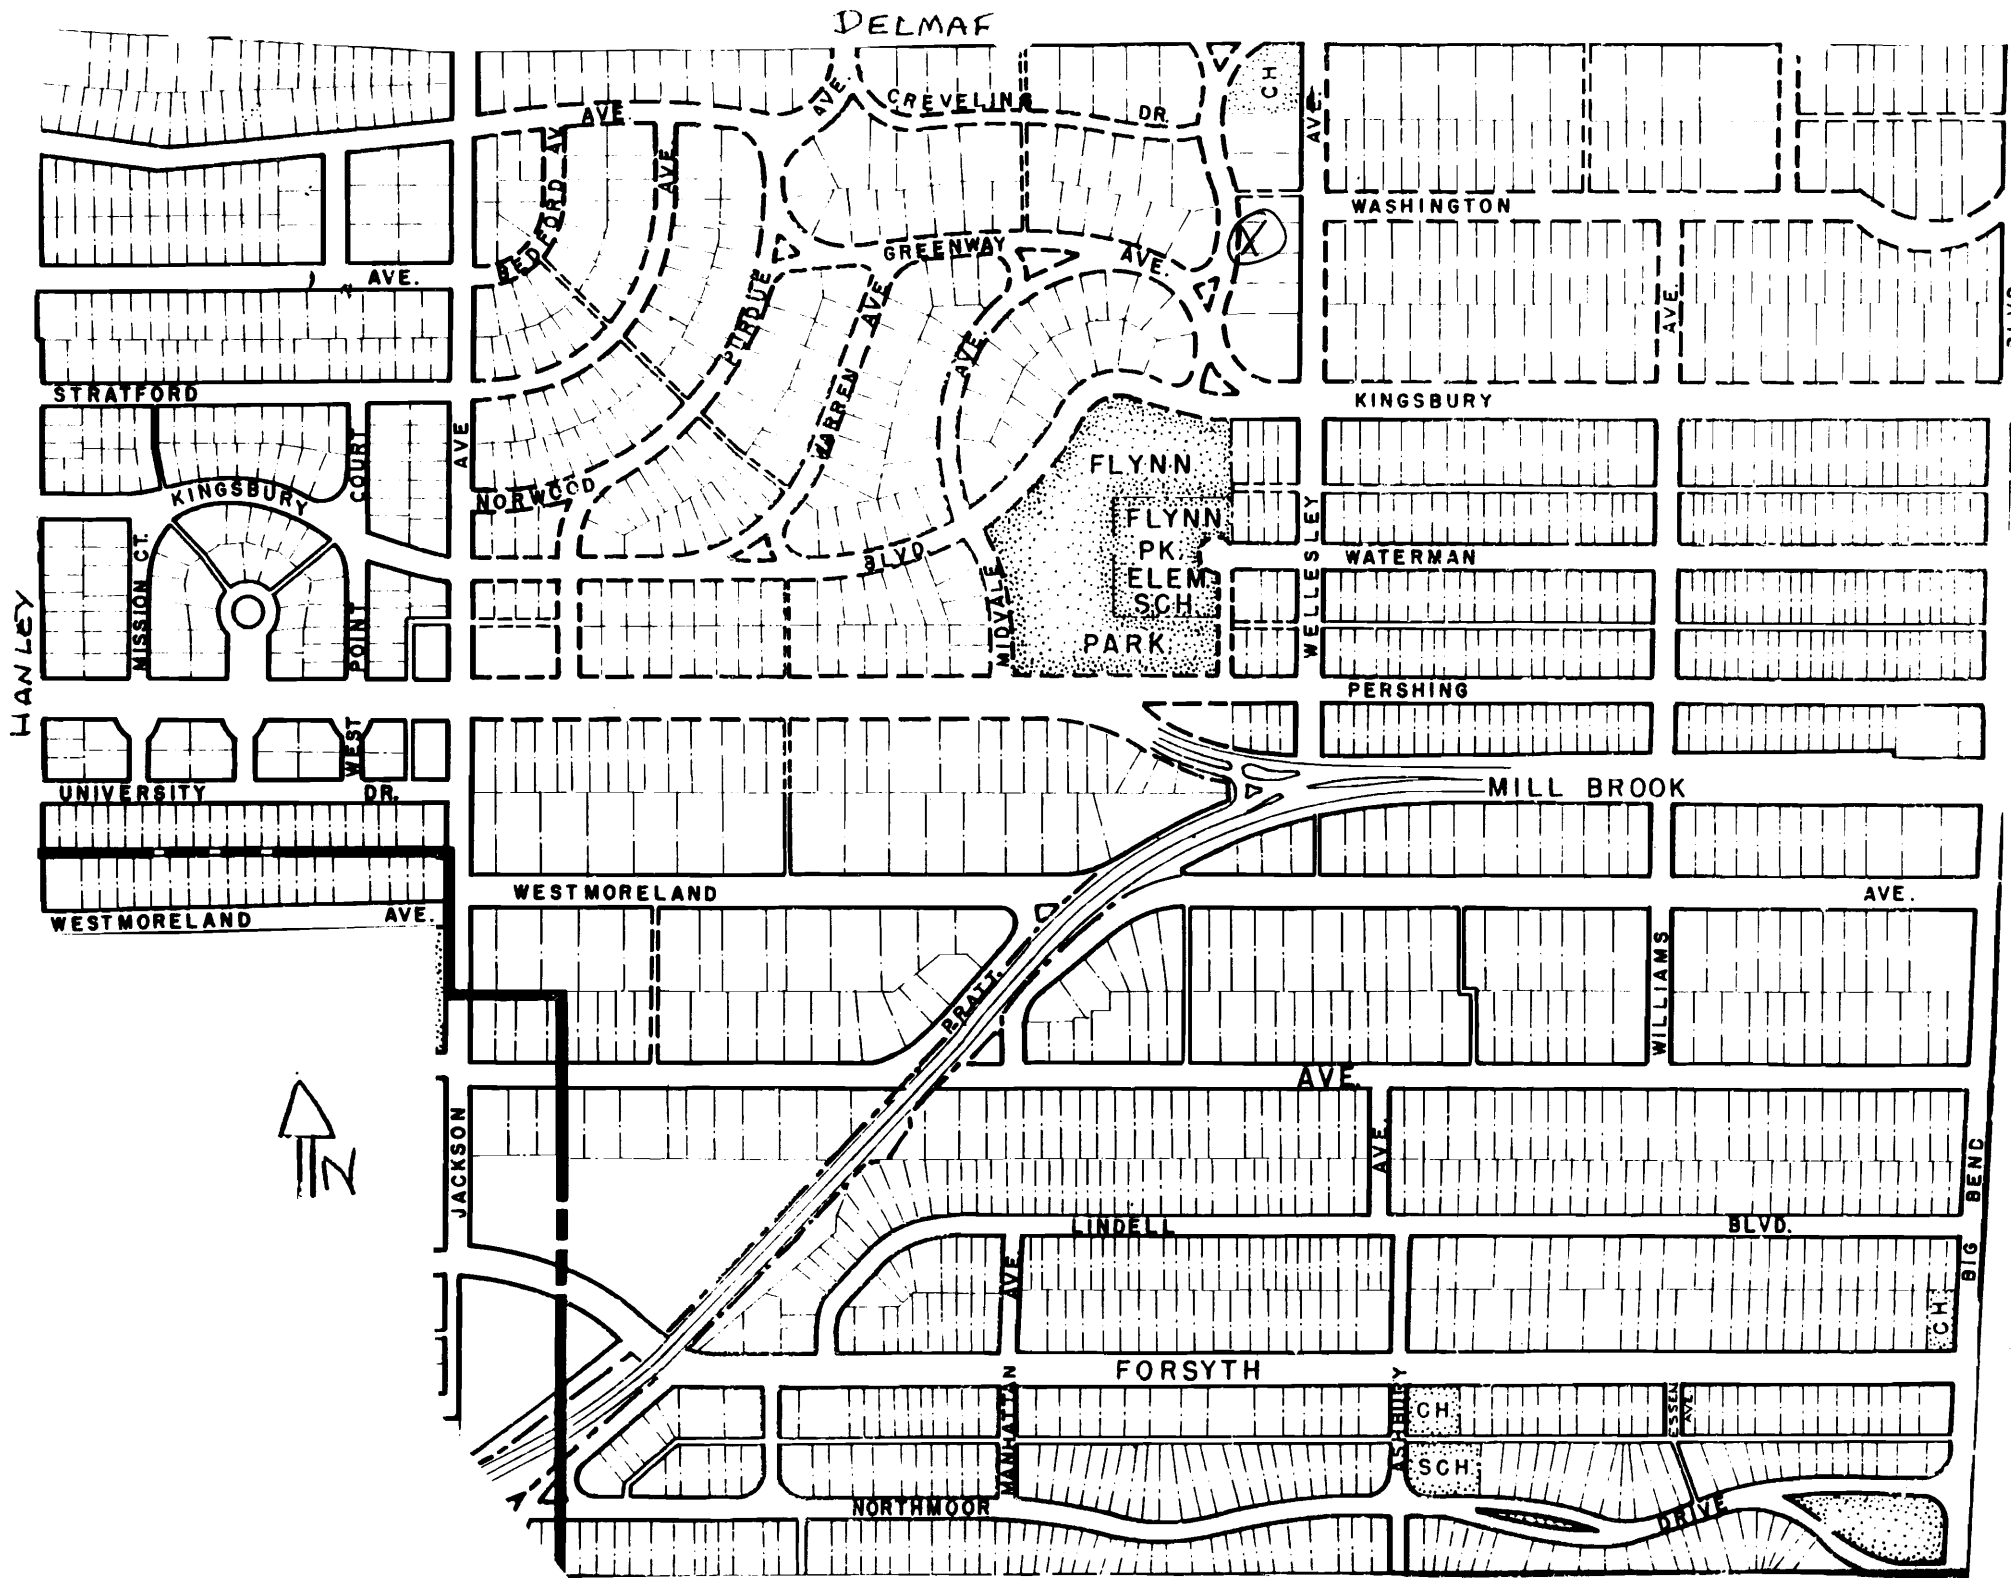 DELMAF
CREVELING
AVE.
DR.
CH
AVE.
AVE.
BEDFORD AV
AVE.
WASHINGTON
X
GREENWAY
AVE.
AVE.
PURDUE
WARREN AVE
AVE.
AVE.
STRATFORD
KINGSBURY
AVE
COURT
KINGSBURY
NORWOOD
FLYNN
FLYNN
PK.
ELEM
SCH.
PARK
WATERMAN
WELLESLEY
BLVD
MIDVALE
MISSION CT.
POINT
HANLEY
PERSHING
WEST
UNIVERSITY
DR.
MILL BROOK
WESTMORELAND
AVE.
WESTMORELAND
AVE.
WILLIAMS
PRATT.
AVE.
N
JACKSON
AVE.
BIG BEND
LINDELL
BLVD.
AVE
CH
FORSYTH
MANHATTAN
ASHBURY
CH
ESSEX
AVE
SCH
NORTHMOOR
DRIVE